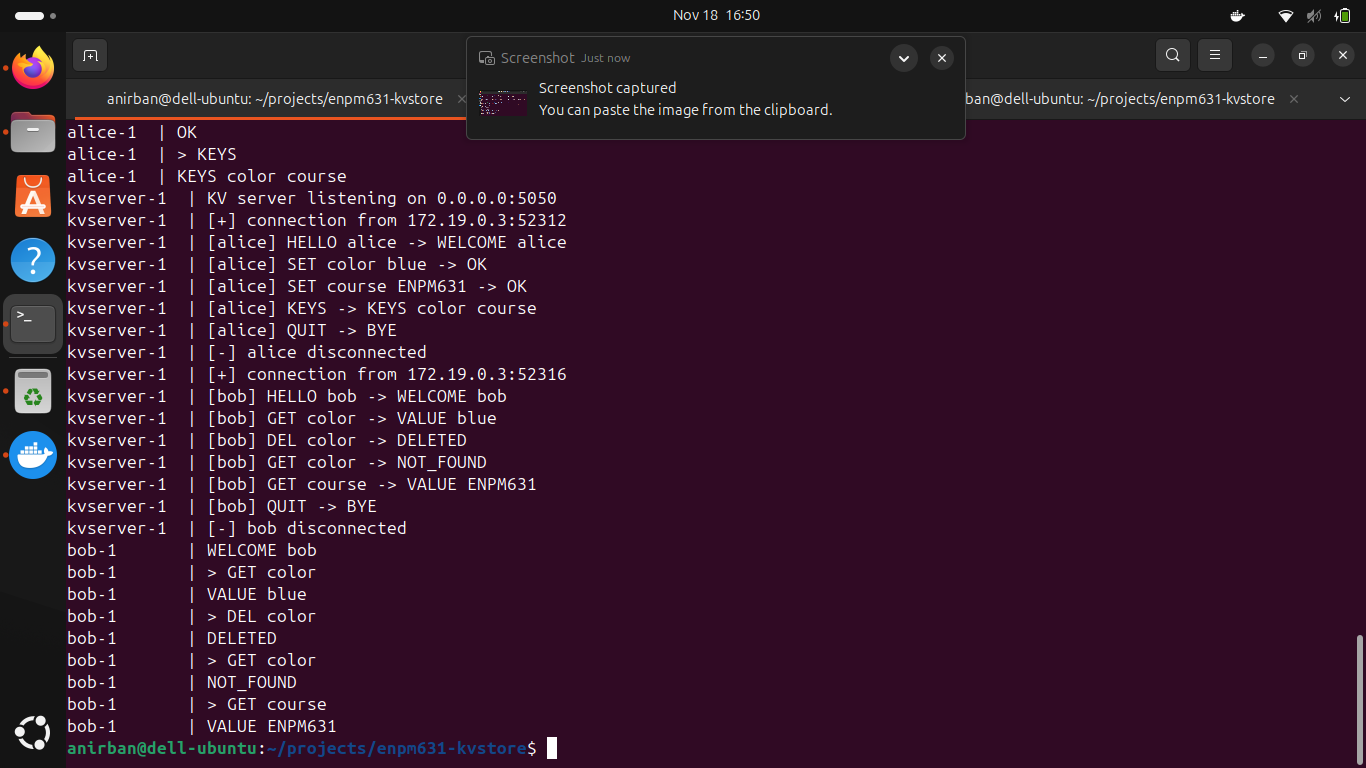 Nov 18 16:50
Screenshot Just now
Screenshot captured
You can paste the image from the clipboard.
anirban@dell-ubuntu: ~/projects/enpm631-kvstore
ban@dell-ubuntu: ~/projects/enpm631-kvstore
alice-1 | OK
alice-1 | > KEYS
alice-1 | KEYS color course
kvserver-1 | KV server listening on 0.0.0.0:5050
kvserver-1 | [+] connection from 172.19.0.3:52312
kvserver-1 | [alice] HELLO alice -> WELCOME alice
kvserver-1 | [alice] SET color blue -> OK
kvserver-1 | [alice] SET course ENPM631 -> OK
kvserver-1 | [alice] KEYS -> KEYS color course
kvserver-1 | [alice] QUIT -> BYE
kvserver-1 | [-] alice disconnected
kvserver-1 | [+] connection from 172.19.0.3:52316
kvserver-1 | [bob] HELLO bob -> WELCOME bob
kvserver-1 | [bob] GET color -> VALUE blue
kvserver-1 | [bob] DEL color -> DELETED
kvserver-1 | [bob] GET color -> NOT_FOUND
kvserver-1 | [bob] GET course -> VALUE ENPM631
kvserver-1 | [bob] QUIT -> BYE
kvserver-1 | [-] bob disconnected
bob-1 | WELCOME bob
bob-1 | > GET color
bob-1 | VALUE blue
bob-1 | > DEL color
bob-1 | DELETED
bob-1 | > GET color
bob-1 | NOT_FOUND
bob-1 | > GET course
bob-1 | VALUE ENPM631
anirban@dell-ubuntu:~/projects/enpm631-kvstore$